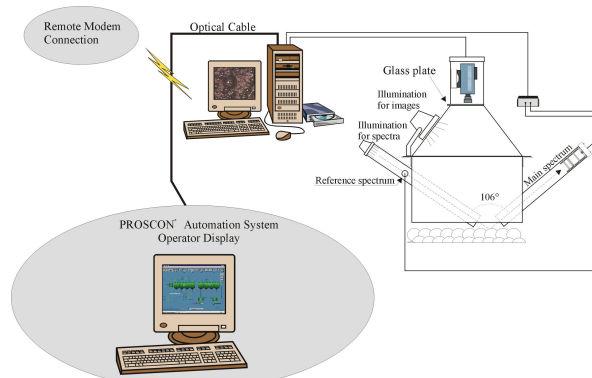 Remote Modem
Connection
Optical Cable
Glass plate
Illumination
for images
Illumination
for spectra
Reference spectrum
Main spectrum
106°
PROSCON' Automation System
Operator Display